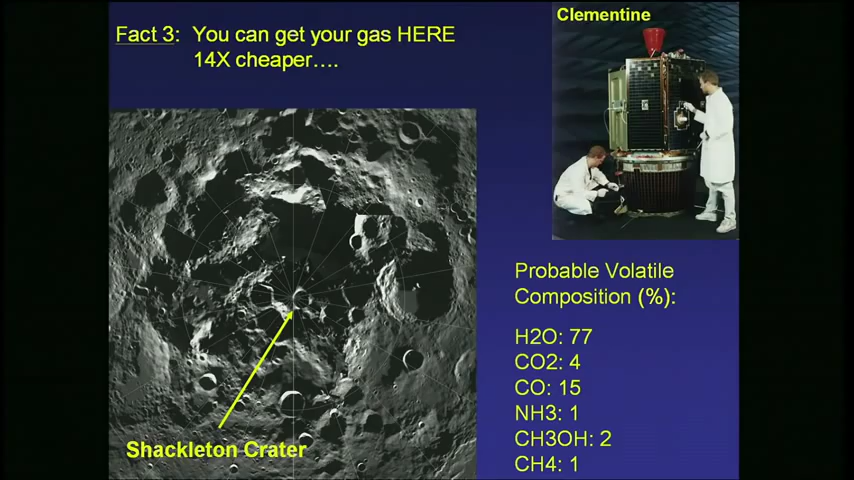 Fact 3: You can get your gas HERE
14X cheaper....
Clementine
Shackleton Crater
Probable Volatile
Composition (%):
H2O: 77
CO2: 4
CO: 15
NH3: 1
CH3OH: 2
CH4: 1